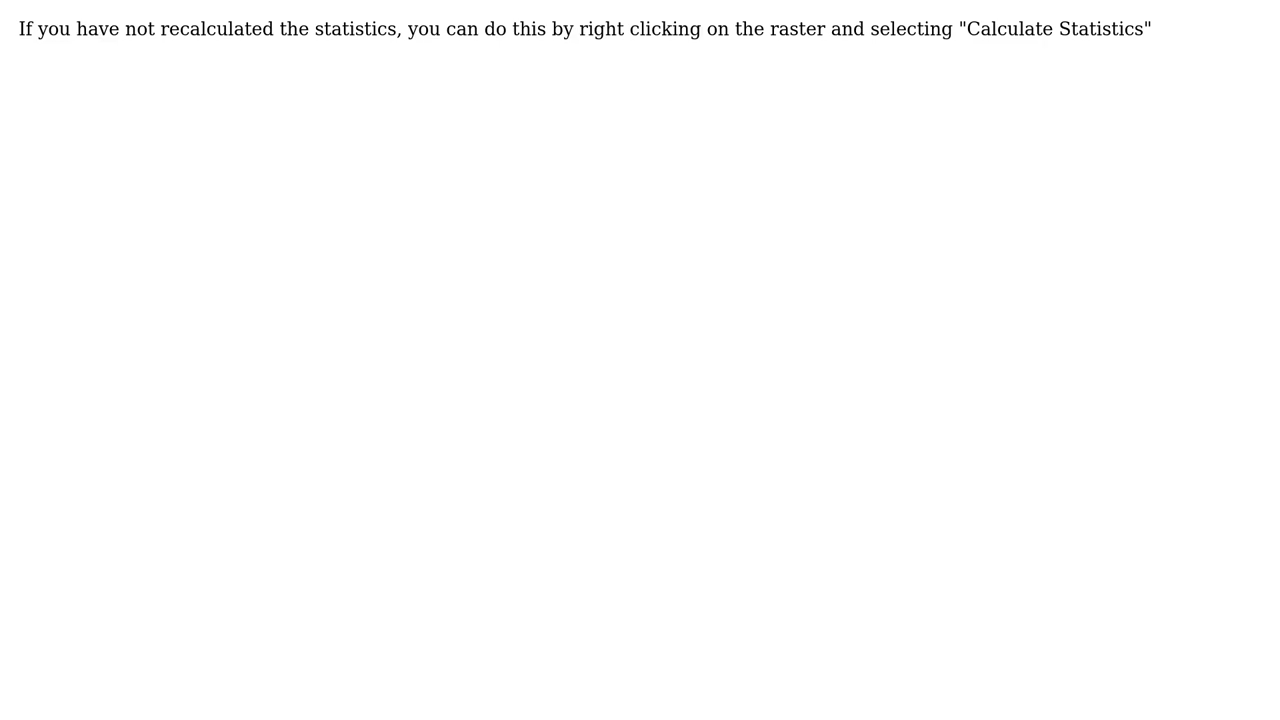 If you have not recalculated the statistics, you can do this by right clicking on the raster and selecting "Calculate Statistics"